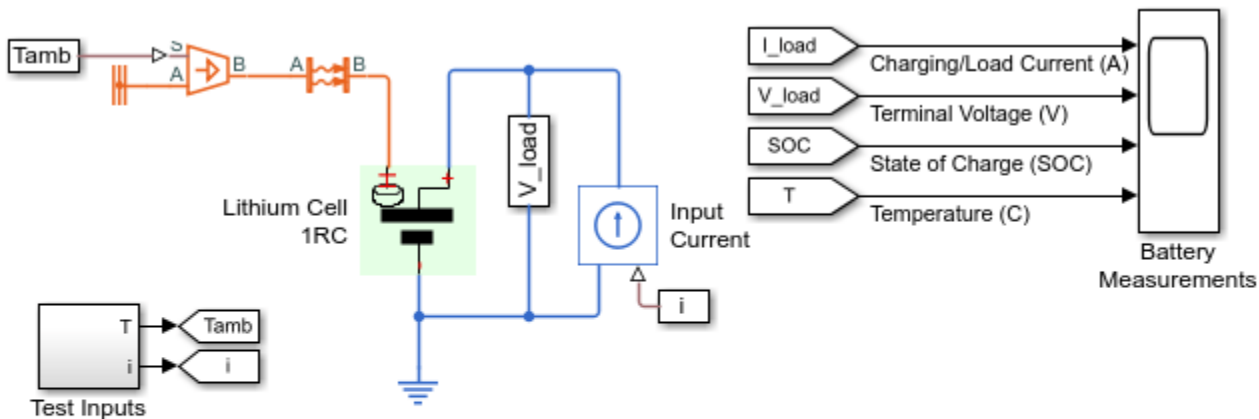 Tamb
S
A
B
A
B
V_load
Lithium Cell
1RC
Input
Current
i
I_load
Charging/Load Current (A)
V_load
Terminal Voltage (V)
SOC
State of Charge (SOC)
T
Temperature (C)
Battery
Measurements
T
Tamb
i
i
Test Inputs